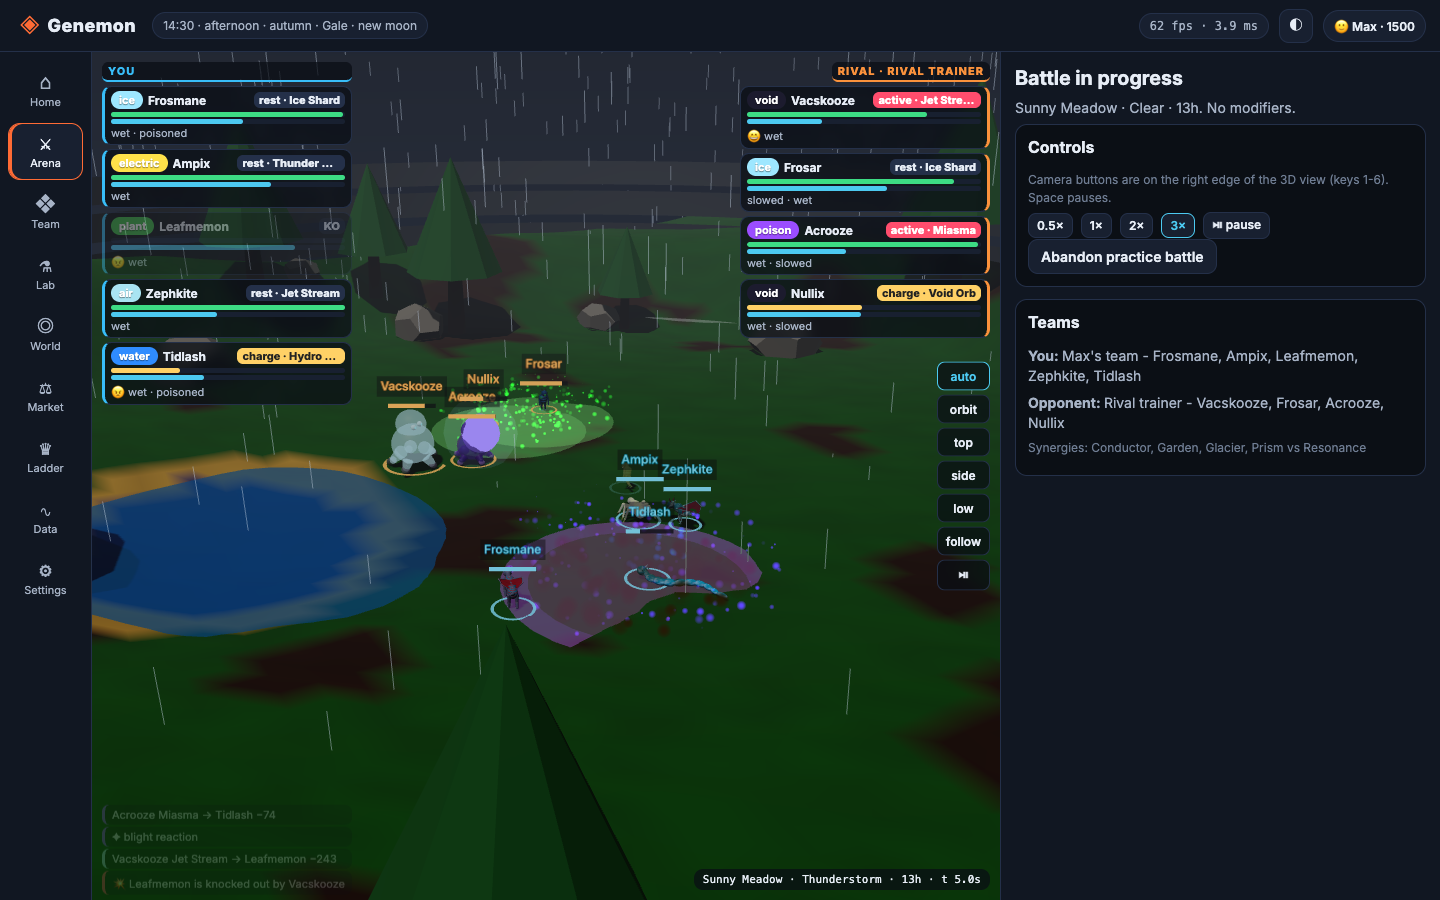 Genemon
14:30 · afternoon · autumn · Gale · new moon
62 fps · 3.9 ms
Max · 1500
Home
Arena
Team
Lab
World
Market
Ladder
Data
Settings
YOU
ice Frosmane rest · Ice Shard
wet · poisoned
electric Ampix rest · Thunder ...
wet
plant Leafmemon KO
wet
air Zephkite rest · Jet Stream
wet
water Tidlash charge · Hydro ...
wet · poisoned
RIVAL · RIVAL TRAINER
void Vacskooze active · Jet Stre...
wet
ice Frosar rest · Ice Shard
slowed · wet
poison Acrooze active · Miasma
wet · slowed
void Nullix charge · Void Orb
wet · slowed
Frosar
Nullix
Vacskooze
Acrooze
Ampix
Zephkite
Tidlash
Frosmane
auto
orbit
top
side
low
follow
Acrooze Miasma → Tidlash −74
✦ blight reaction
Vacskooze Jet Stream → Leafmemon −243
Leafmemon is knocked out by Vacskooze
Sunny Meadow · Thunderstorm · 13h · t 5.0s
Battle in progress
Sunny Meadow · Clear · 13h. No modifiers.
Controls
Camera buttons are on the right edge of the 3D view (keys 1-6).
Space pauses.
0.5× 1× 2× 3× ⏯ pause
Abandon practice battle
Teams
You: Max's team - Frosmane, Ampix, Leafmemon,
Zephkite, Tidlash
Opponent: Rival trainer - Vacskooze, Frosar, Acrooze,
Nullix
Synergies: Conductor, Garden, Glacier, Prism vs Resonance